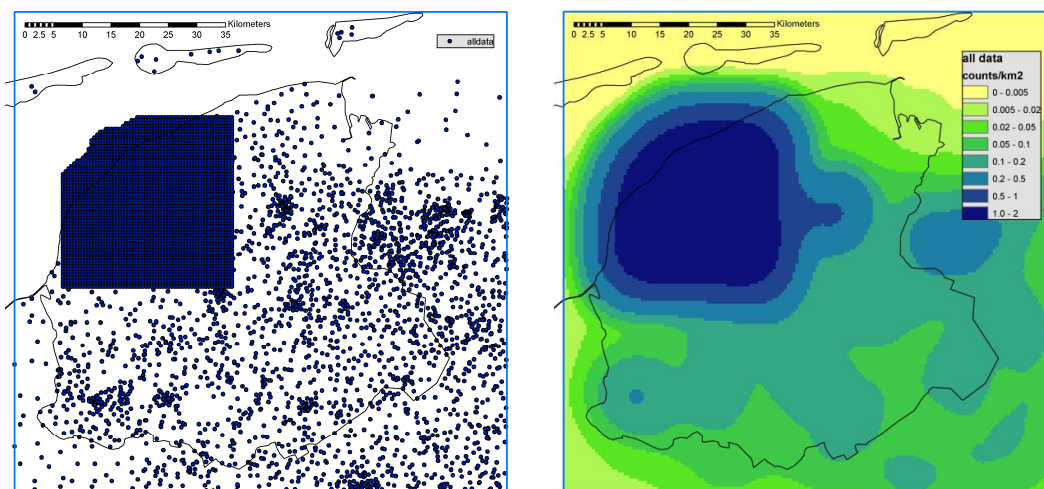 Kilometers
0 2.5 5 10 15 20 25 30 35
alldata
Kilometers
0 2.5 5 10 15 20 25 30 35
all data
counts/km2
0 - 0.005
0.005 - 0.02
0.02 - 0.05
0.05 - 0.1
0.1 - 0.2
0.2 - 0.5
0.5 - 1
1.0 - 2